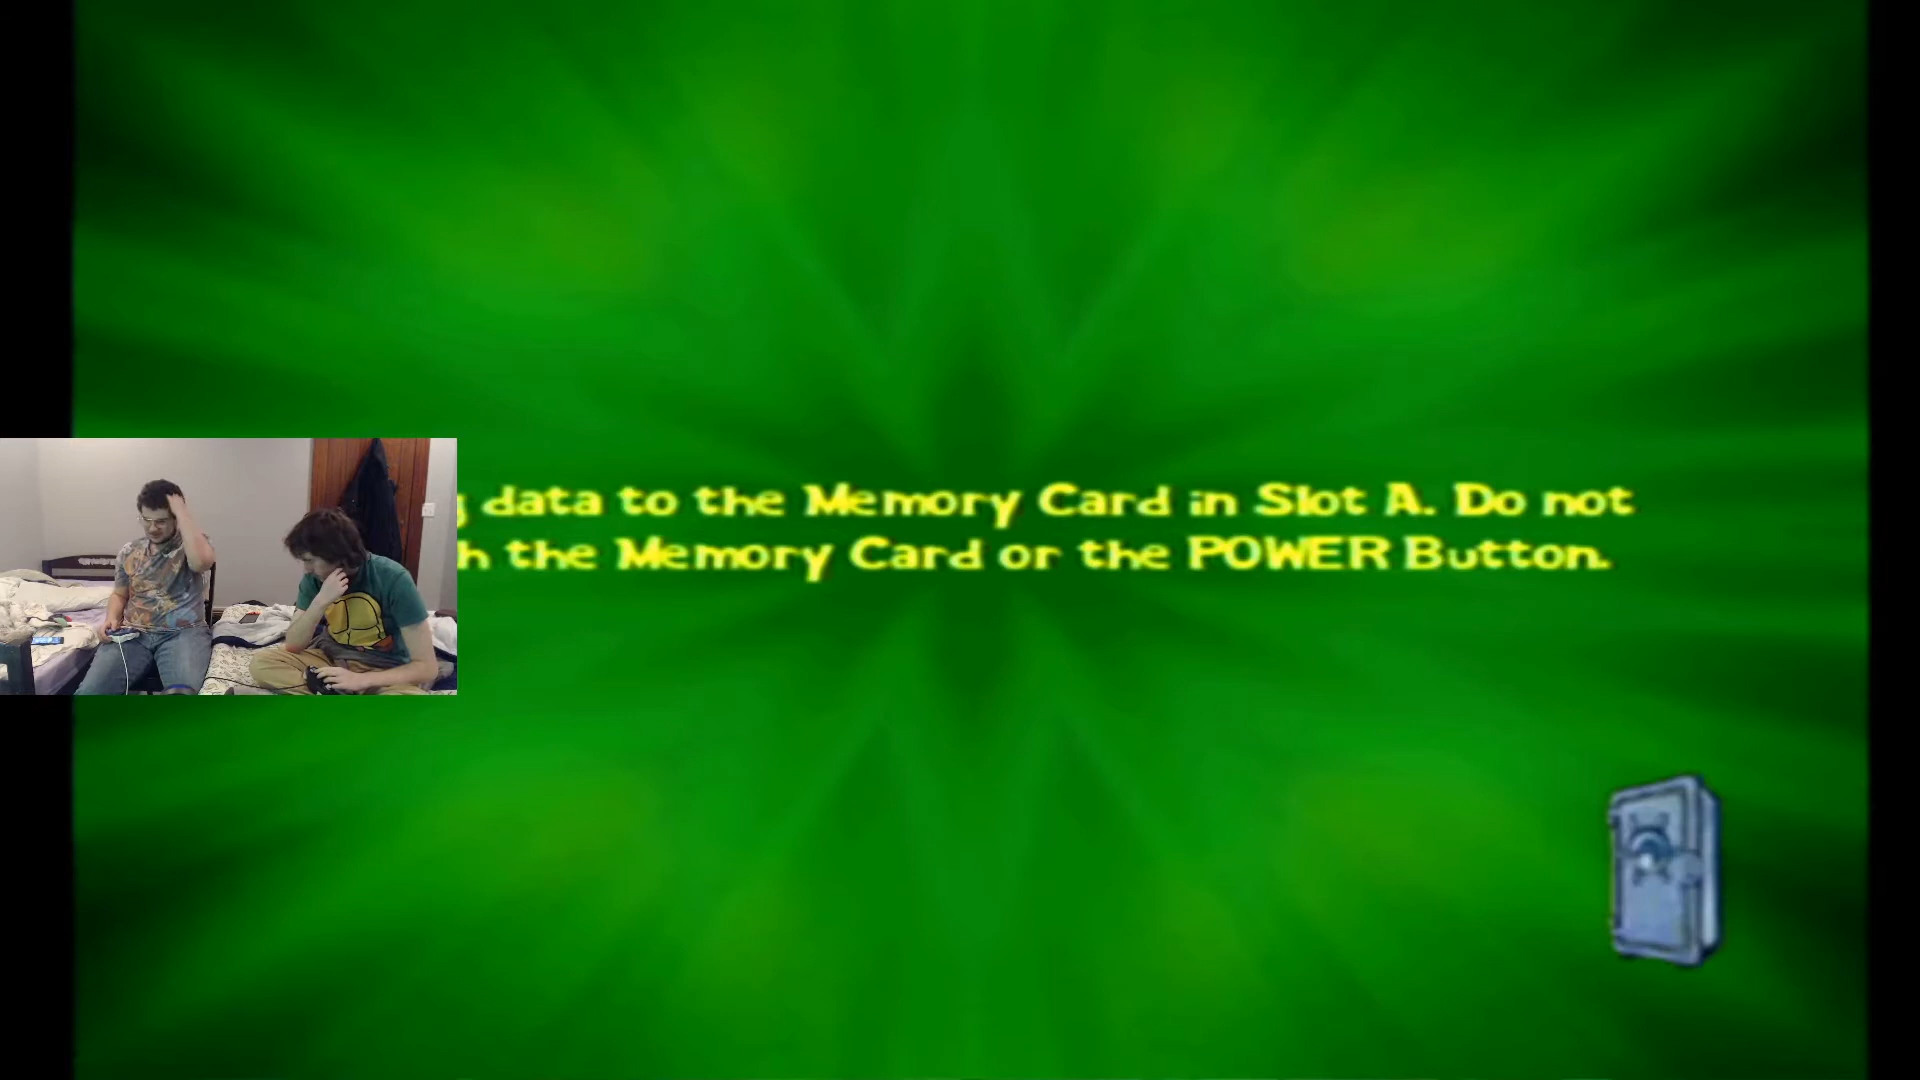 data to the Memory Card in Slot A. Do not
the Memory Card or the POWER Button.